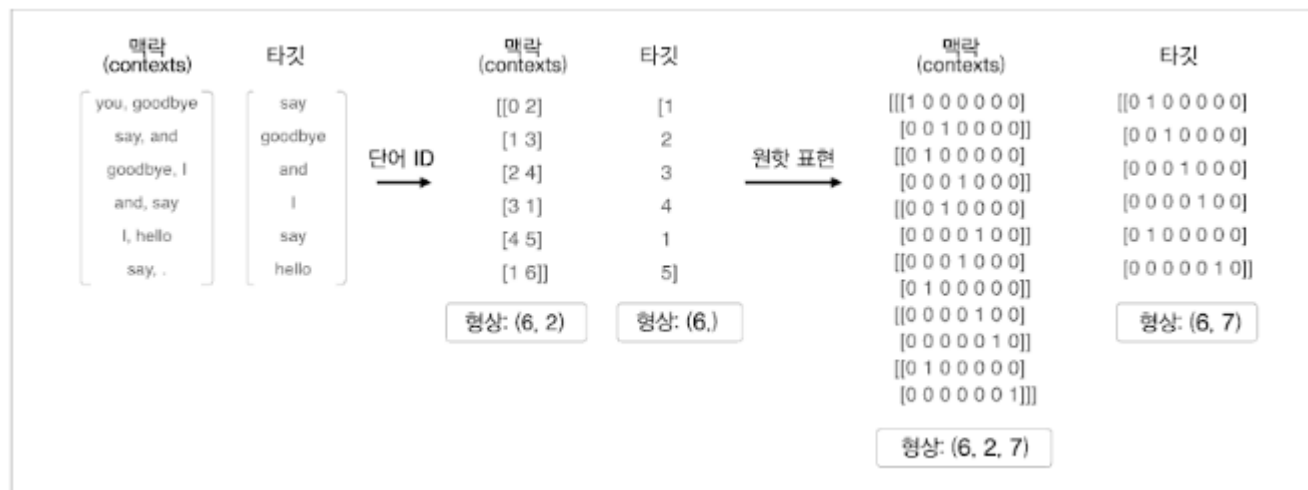 맥락
(contexts)
you, goodbye
say, and
goodbye, I
and, say
I, hello
say, .
타깃
say
goodbye
and
I
say
hello
단어 ID
맥락
(contexts)
[[0 2]
[1 3]
[2 4]
[3 1]
[4 5]
[1 6]]
형상: (6, 2)
타깃
[1
2
3
4
1
5]
형상: (6,)
원핫 표현
맥락
(contexts)
[[[1 0 0 0 0 0 0]
[0 0 1 0 0 0 0]]
[[0 1 0 0 0 0 0]
[0 0 0 1 0 0 0]]
[[0 0 1 0 0 0 0]
[0 0 0 0 1 0 0]]
[[0 0 0 1 0 0 0]
[0 1 0 0 0 0 0]]
[[0 0 0 0 1 0 0]
[0 0 0 0 0 1 0]]
[[0 1 0 0 0 0 0]
[0 0 0 0 0 0 1]]]
형상: (6, 2, 7)
타깃
[[0 1 0 0 0 0 0]
[0 0 1 0 0 0 0]
[0 0 0 1 0 0 0]
[0 0 0 0 1 0 0]
[0 1 0 0 0 0 0]
[0 0 0 0 0 1 0]]
형상: (6, 7)